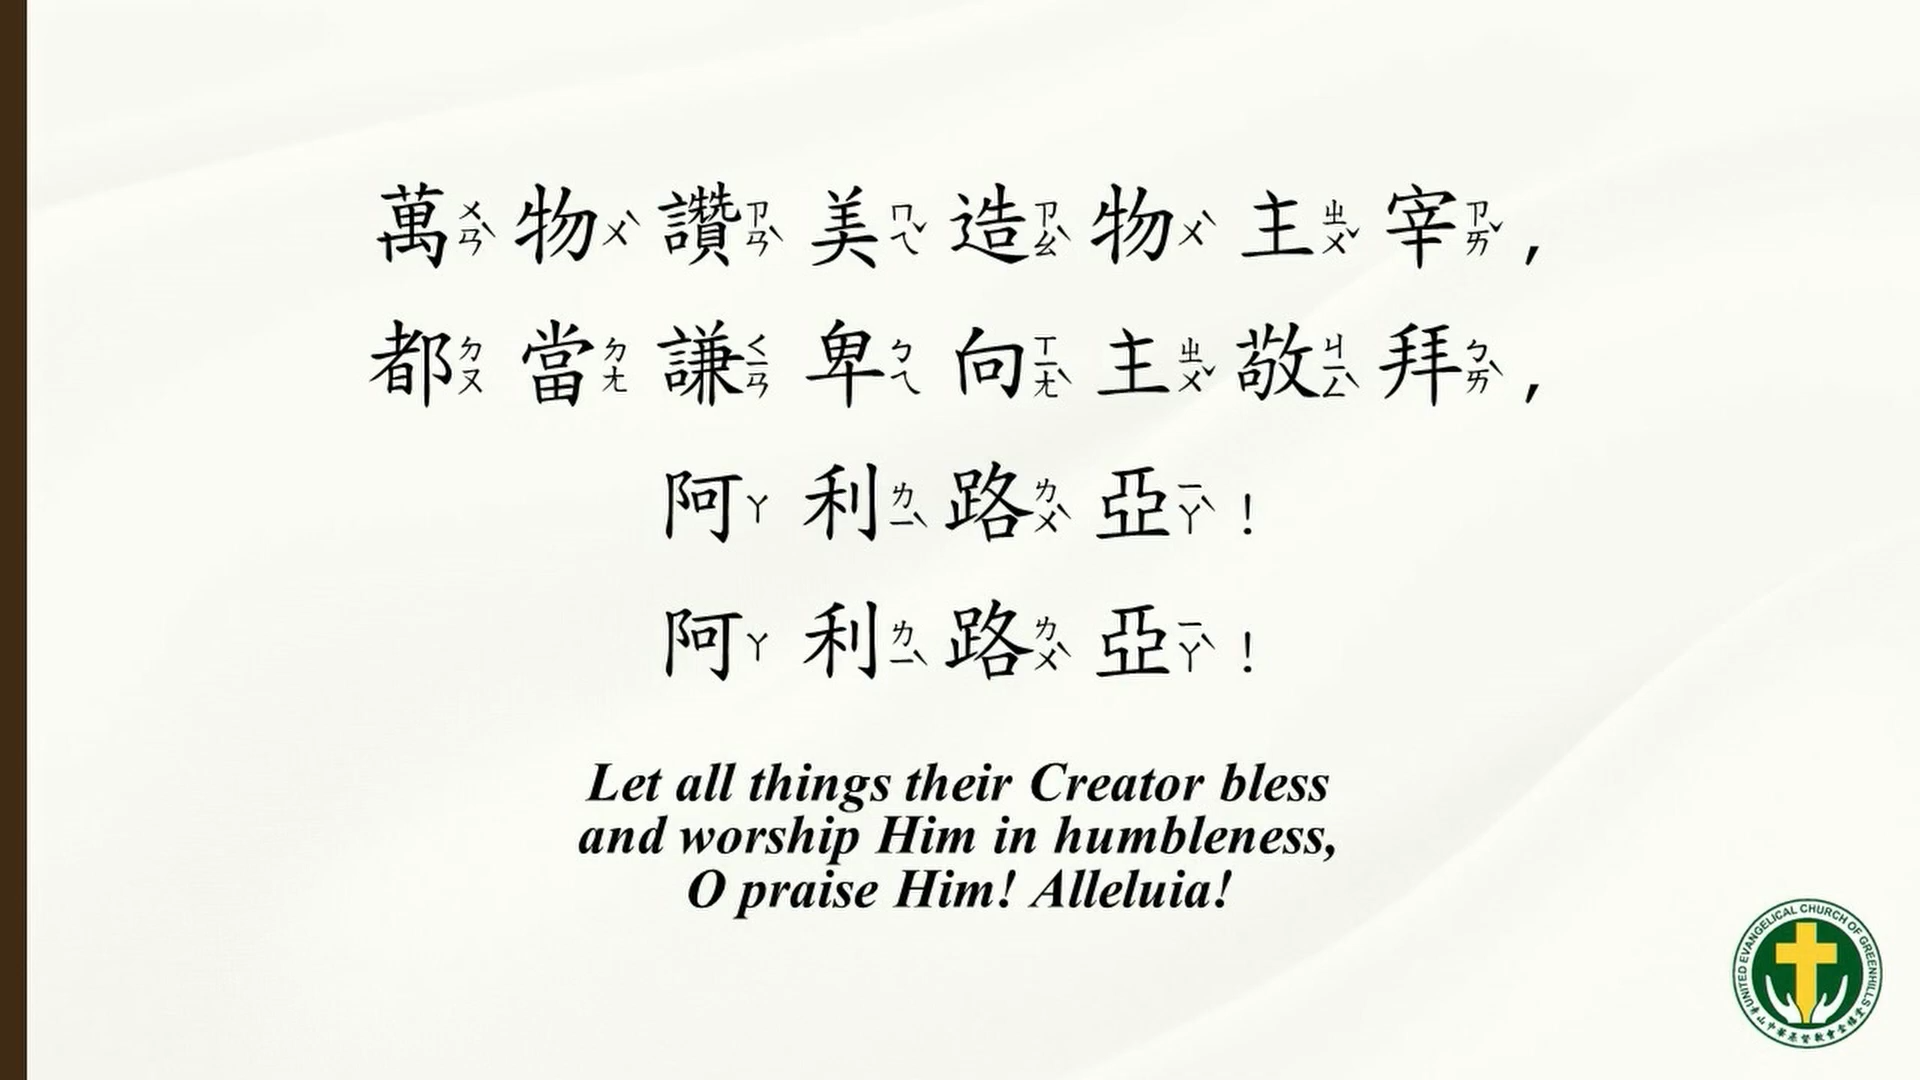 萬ㄨㄢˋ物ㄨˋ讚ㄗㄢˋ美ㄇㄟˇ造ㄗㄠˋ物ㄨˋ主ㄓㄨˇ宰ㄗㄞˇ,
都ㄉㄡ當ㄉㄤ謙ㄑㄧㄢ卑ㄅㄟ向ㄒㄧㄤˋ主ㄓㄨˇ敬ㄐㄧㄥˋ拜ㄅㄞˋ,
阿ㄚ利ㄌㄧˋ路ㄌㄨˋ亞ㄧㄚˋ!
阿ㄚ利ㄌㄧˋ路ㄌㄨˋ亞ㄧㄚˋ!
Let all things their Creator bless
and worship Him in humbleness,
O praise Him! Alleluia!
UNITED EVANGELICAL CHURCH OF GREENHILLS